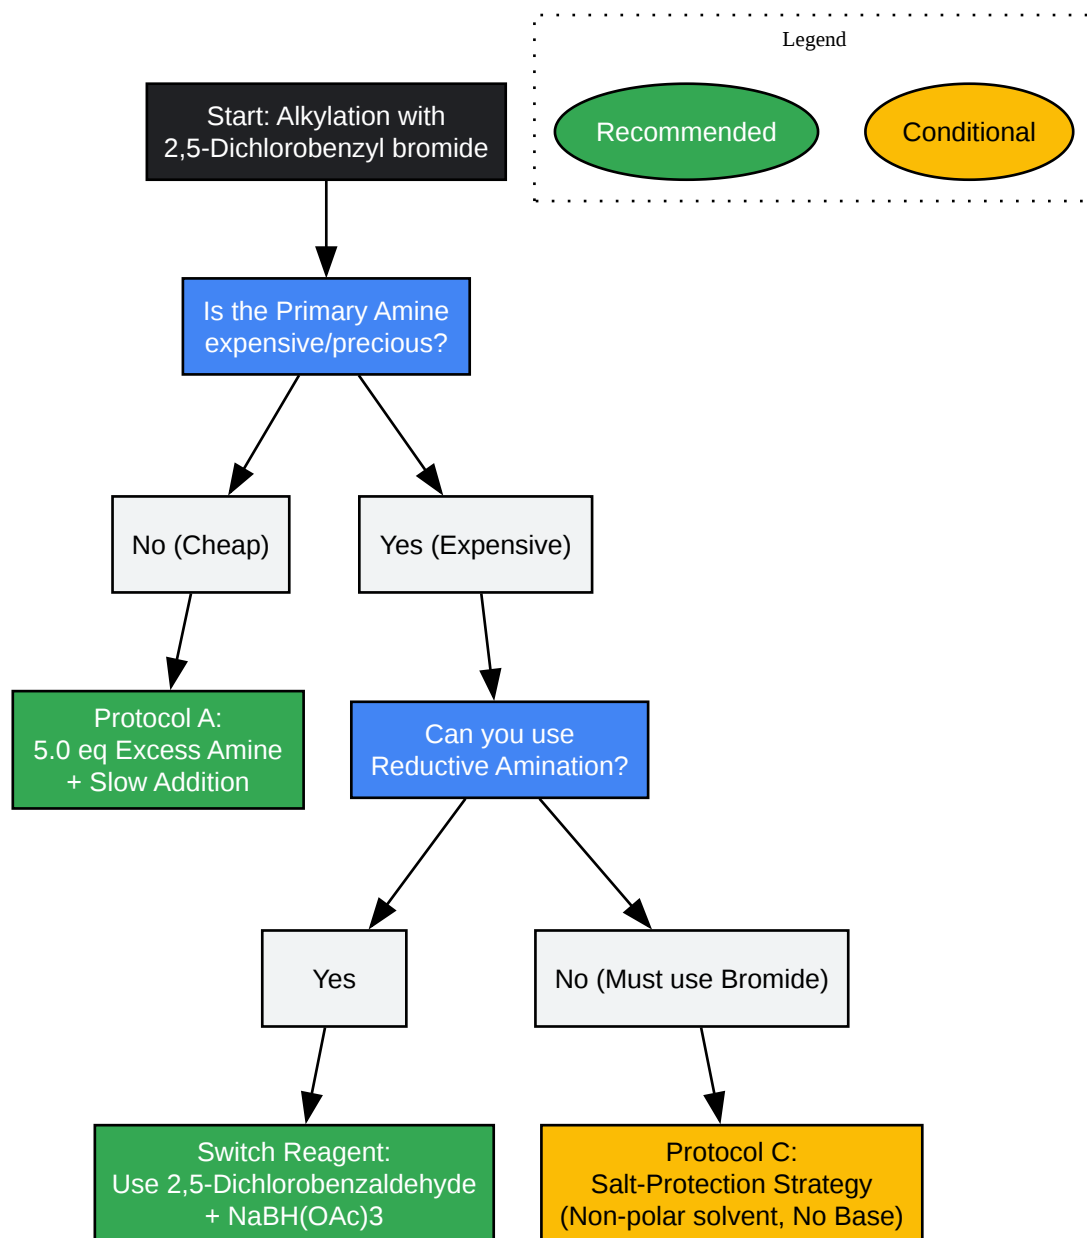 Legend
Recommended
Conditional
Start: Alkylation with
2,5-Dichlorobenzyl bromide
Is the Primary Amine
expensive/precious?
No (Cheap)
Yes (Expensive)
Protocol A:
5.0 eq Excess Amine
+ Slow Addition
Can you use
Reductive Amination?
Yes
No (Must use Bromide)
Switch Reagent:
Use 2,5-Dichlorobenzaldehyde
+ NaBH(OAc)3
Protocol C:
Salt-Protection Strategy
(Non-polar solvent, No Base)